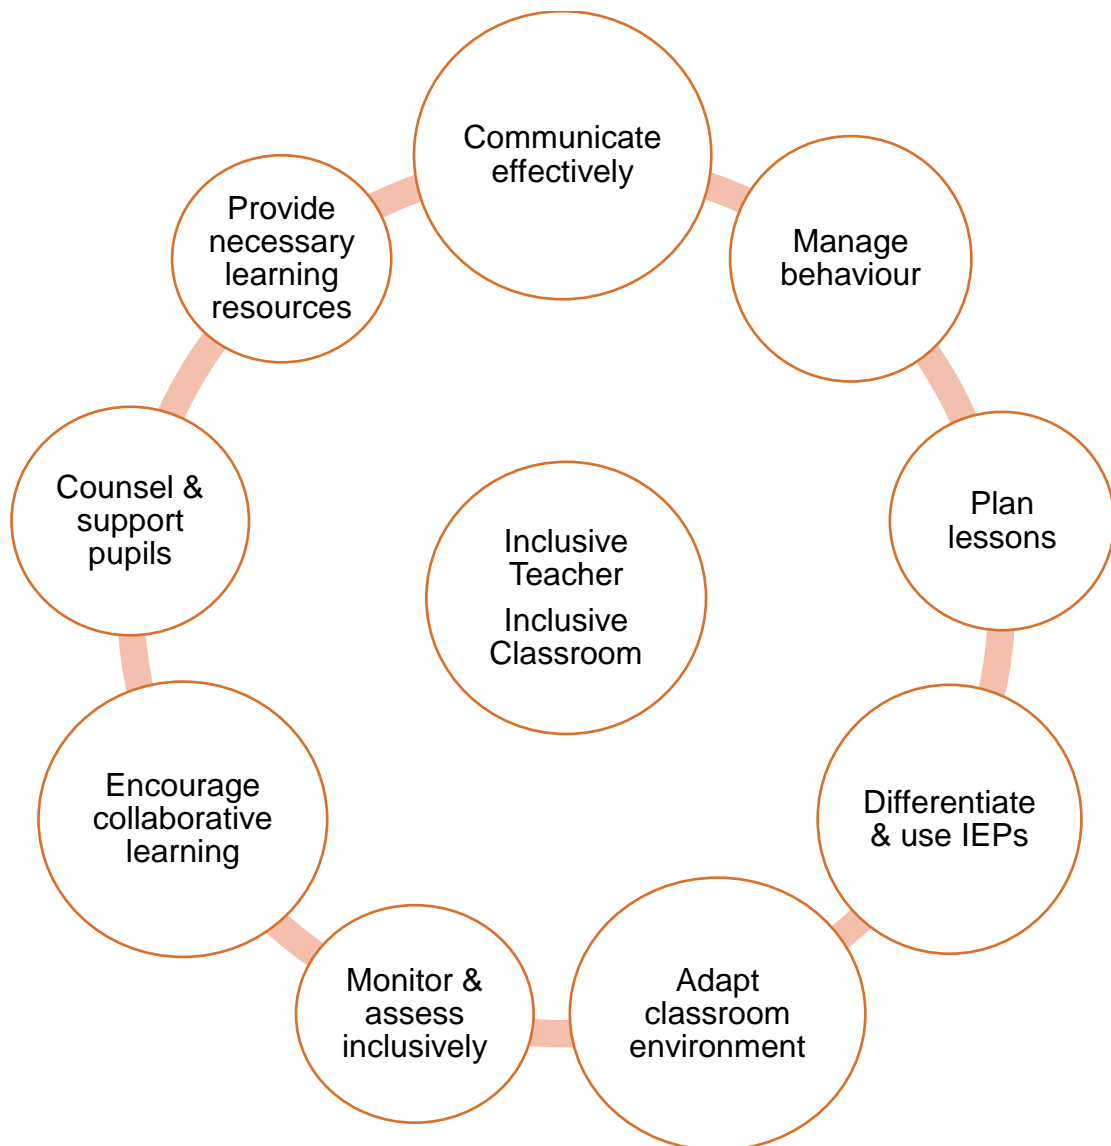 Communicate
effectively
Manage
behaviour
Plan
lessons
Differentiate
& use IEPs
Adapt
classroom
environment
Monitor &
assess
inclusively
Encourage
collaborative
learning
Counsel &
support
pupils
Provide
necessary
learning
resources
Inclusive
Teacher
Inclusive
Classroom